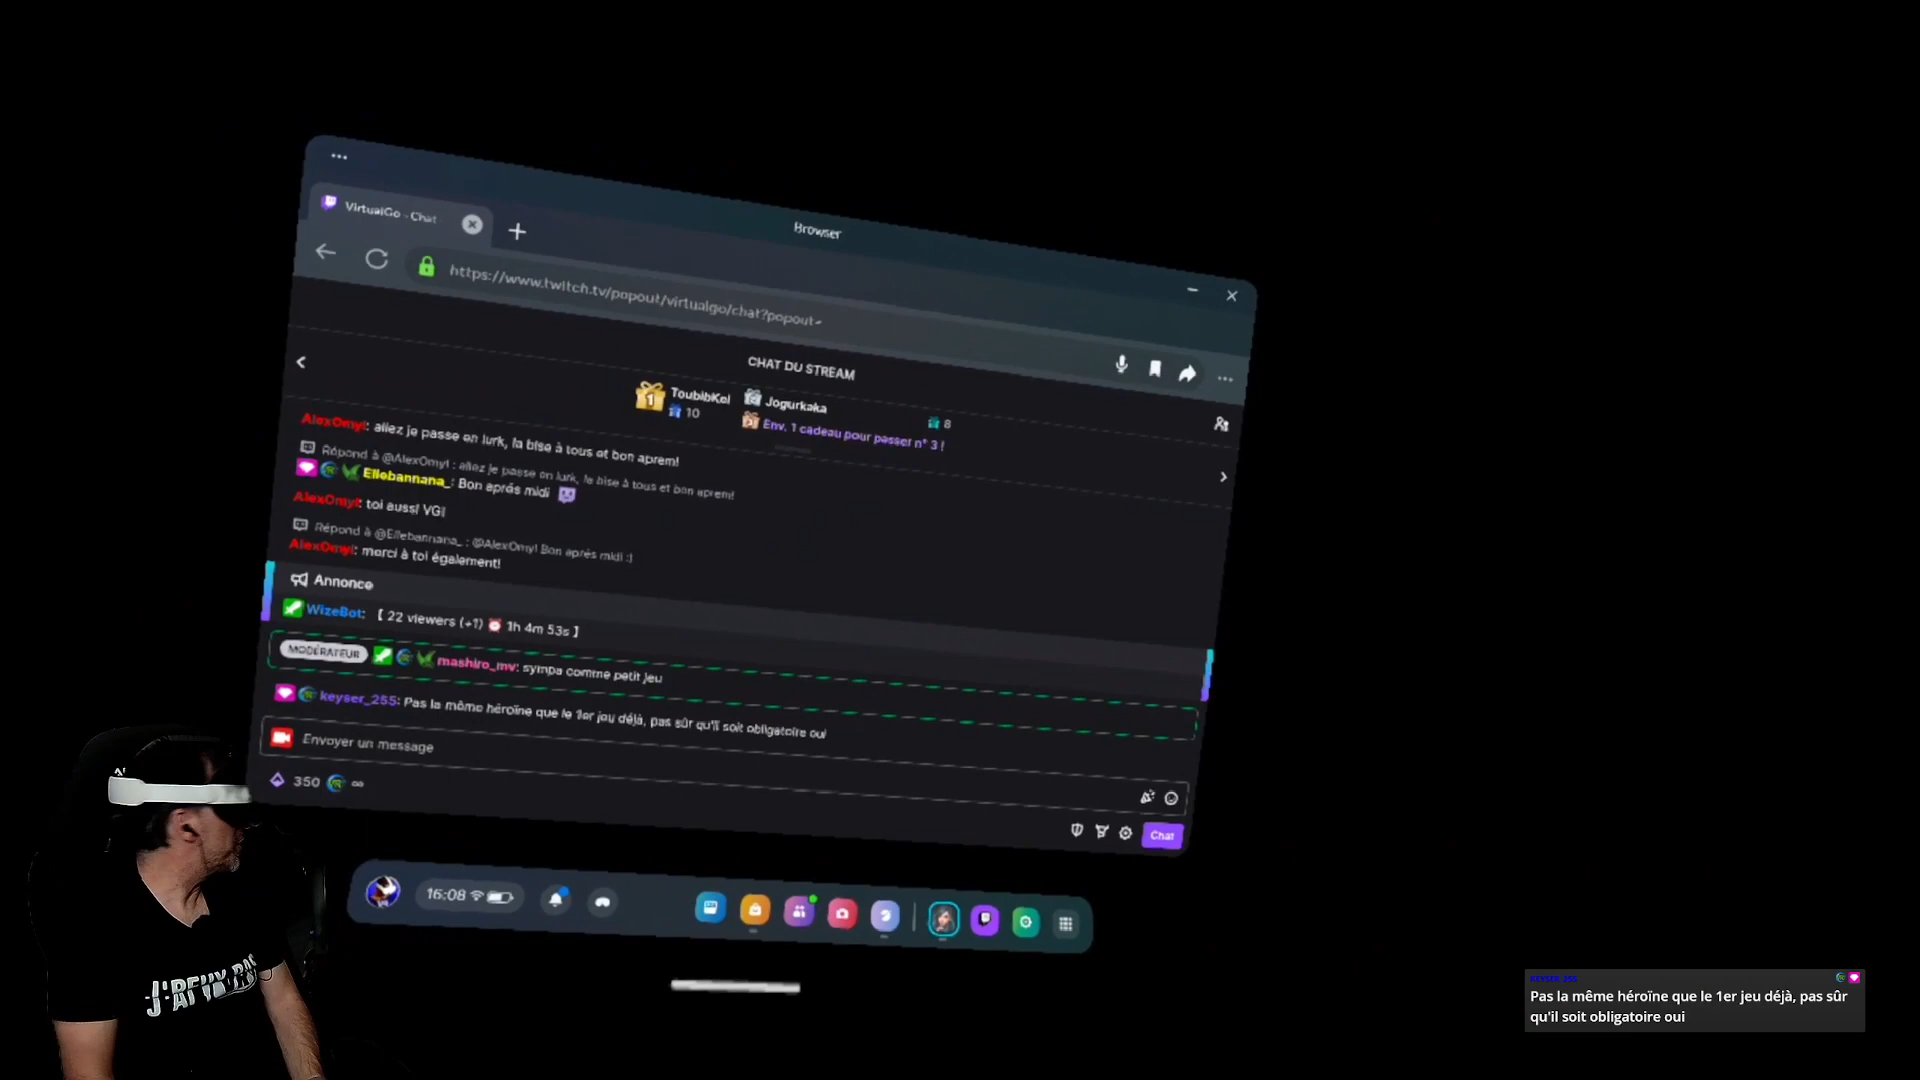 Browser
VirtualGo - Chat
https://www.twitch.tv/popout/virtualgo/chat?popout=
CHAT DU STREAM
1 ToubibKel
10
Jogurkaka
8
Env. 1 cadeau pour passer n° 3 !
AlexOmyl: allez je passe en lurk, la bise à tous et bon aprem!
Répond à @AlexOmyl : allez je passe en lurk, la bise à tous et bon aprem!
Ellebannana_: Bon aprés midi
AlexOmyl: toi aussi VG!
Répond à @Ellebannana_ : @AlexOmyl Bon aprés midi :)
AlexOmyl: merci à toi également!
Annonce
WizeBot: [ 22 viewers (+1) ⏰ 1h 4m 53s ]
MODÉRATEUR mashiro_mv: sympa comme petit jeu
keyser_255: Pas la même héroïne que le 1er jeu déjà, pas sûr qu'il soit obligatoire oui
Envoyer un message
350 ∞
Chat
16:08
KEYSER_255
Pas la même héroïne que le 1er jeu déjà, pas sûr
qu'il soit obligatoire oui